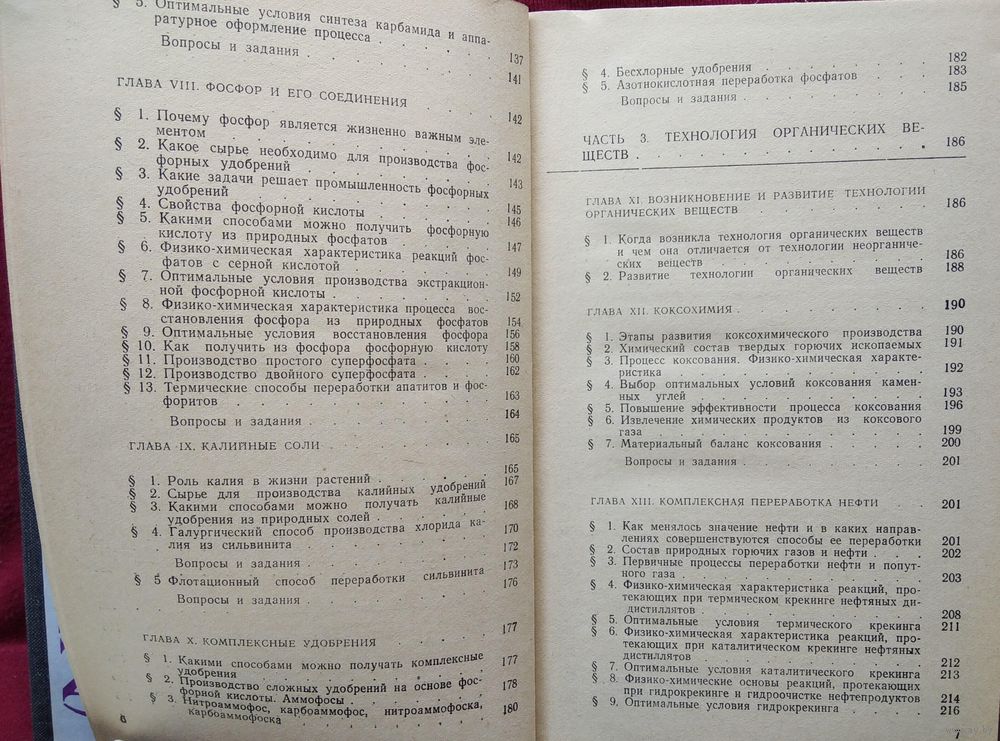 § 5. Оптимальные условия синтеза карбамида и аппа-
ратурное оформление процесса . . . . . 137
Вопросы и задания . . . . . . . 141
ГЛАВА VIII. ФОСФОР И ЕГО СОЕДИНЕНИЯ . . . 142
§ 1. Почему фосфор является жизненно важным эле-
ментом . . . . . . . . . . 142
§ 2. Какое сырье необходимо для производства фос-
форных удобрений . . . . . . . 143
§ 3. Какие задачи решает промышленность фосфорных
удобрений . . . . . . . . . 145
§ 4. Свойства фосфорной кислоты . . . . . 146
§ 5. Какими способами можно получить фосфорную
кислоту из природных фосфатов . . . . 147
§ 6. Физико-химическая характеристика реакций фос-
фатов с серной кислотой . . . . . . 149
§ 7. Оптимальные условия производства экстракцион-
ной фосфорной кислоты . . . . . . 152
§ 8. Физико-химическая характеристика процесса вос-
становления фосфора из природных фосфатов 154
§ 9. Оптимальные условия восстановления фосфора 156
§ 10. Как получить из фосфора фосфорную кислоту 158
§ 11. Производство простого суперфосфата . . . 160
§ 12. Производство двойного суперфосфата . . . 162
§ 13. Термические способы переработки апатитов и фос-
форитов . . . . . . . . . 163
Вопросы и задания . . . . . . . 164
ГЛАВА IX. КАЛИЙНЫЕ СОЛИ . . . . . . 165
§ 1. Роль калия в жизни растений . . . . . 165
§ 2. Сырье для производства калийных удобрений 167
§ 3. Какими способами можно получать калийные
удобрения из природных солей . . . . . 168
§ 4. Галургический способ производства хлорида ка-
лия из сильвинита . . . . . . . 170
Вопросы и задания . . . . . . . 172
§ 5 Флотационный способ переработки сильвинита 173
Вопросы и задания . . . . . . . 176
ГЛАВА X. КОМПЛЕКСНЫЕ УДОБРЕНИЯ . . . . 177
§ 1. Какими способами можно получать комплексные
удобрения . . . . . . . . . 177
§ 2. Производство сложных удобрений на основе фос-
форной кислоты. Аммофосы . . . . . 178
§ 3. Нитроаммофос, карбоаммофос, нитроаммофоска,
карбоаммофоска . . . . . . . 180
6
§ 4. Бесхлорные удобрения . . . . . . 182
§ 5. Азотнокислотная переработка фосфатов . . . 183
Вопросы и задания . . . . . . . 185
ЧАСТЬ 3. ТЕХНОЛОГИЯ ОРГАНИЧЕСКИХ ВЕ-
ЩЕСТВ . . . . . . . . . . 186
ГЛАВА XI. ВОЗНИКНОВЕНИЕ И РАЗВИТИЕ ТЕХНОЛОГИИ
ОРГАНИЧЕСКИХ ВЕЩЕСТВ . . . . . . 186
§ 1. Когда возникла технология органических веществ
и чем она отличается от технологии неорганиче-
ских веществ . . . . . . . . 186
§ 2. Развитие технологии органических веществ 188
ГЛАВА XII. КОКСОХИМИЯ . . . . . . . 190
§ 1. Этапы развития коксохимического производства 190
§ 2. Химический состав твердых горючих ископаемых 191
§ 3. Процесс коксования. Физико-химическая характе-
ристика . . . . . . . . . 192
§ 4. Выбор оптимальных условий коксования камен-
ных углей . . . . . . . . . 193
§ 5. Повышение эффективности процесса коксования 196
§ 6. Извлечение химических продуктов из коксового
газа . . . . . . . . . . 199
§ 7. Материальный баланс коксования . . . . 200
Вопросы и задания . . . . . . . 201
ГЛАВА XIII. КОМПЛЕКСНАЯ ПЕРЕРАБОТКА НЕФТИ . . 201
§ 1. Как менялось значение нефти и в каких направ-
лениях совершенствуются способы ее переработки 201
§ 2. Состав природных горючих газов и нефти . . . 202
§ 3. Первичные процессы переработки нефти и попут-
ного газа . . . . . . . . . 203
§ 4. Физико-химическая характеристика реакций, про-
текающих при термическом крекинге нефтяных ди-
дистиллятов . . . . . . . . 208
§ 5. Оптимальные условия термического крекинга 211
§ 6. Физико-химическая характеристика реакций, про-
текающих при каталитическом крекинге нефтяных
дистиллятов . . . . . . . . 212
§ 7. Оптимальные условия каталитического крекинга 213
§ 8. Физико-химические основы реакций, протекающих
при гидрокрекинге и гидроочистке нефтепродуктов 214
§ 9. Оптимальные условия гидрокрекинга . . . . 216
7